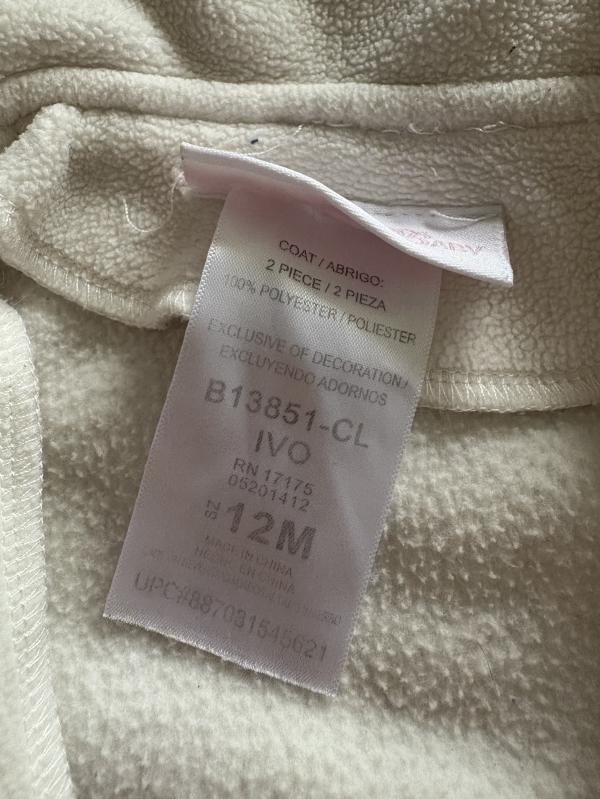 COAT / ABRIGO:
2 PIECE / 2 PIEZA
100% POLYESTER / POLIESTER
EXCLUSIVE OF DECORATION /
EXCLUYENDO ADORNOS
B13851-CL
IVO
RN 17175
05201412
SZ 12M
MADE IN CHINA
HECHO EN CHINA
UPC#887031545621